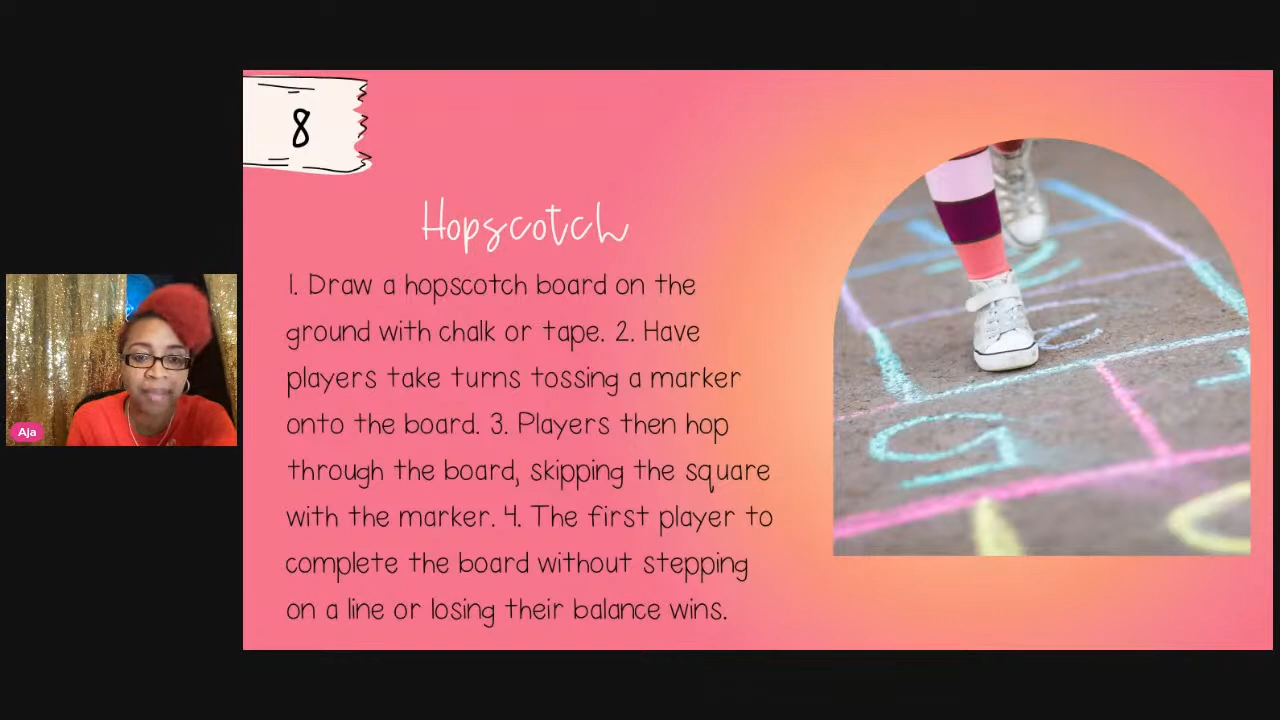 8
Hopscotch
1. Draw a hopscotch board on the
ground with chalk or tape. 2. Have
players take turns tossing a marker
onto the board. 3. Players then hop
through the board, skipping the square
with the marker. 4. The first player to
complete the board without stepping
on a line or losing their balance wins.
Aja
5